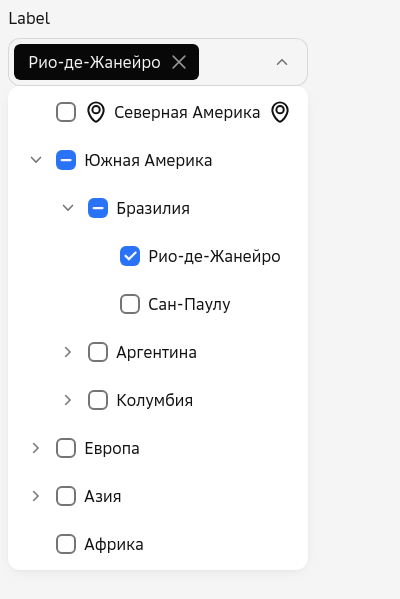 Label
Рио-де-Жанейро
Северная Америка
Южная Америка
Бразилия
Рио-де-Жанейро
Сан-Паулу
Аргентина
Колумбия
Европа
Азия
Африка